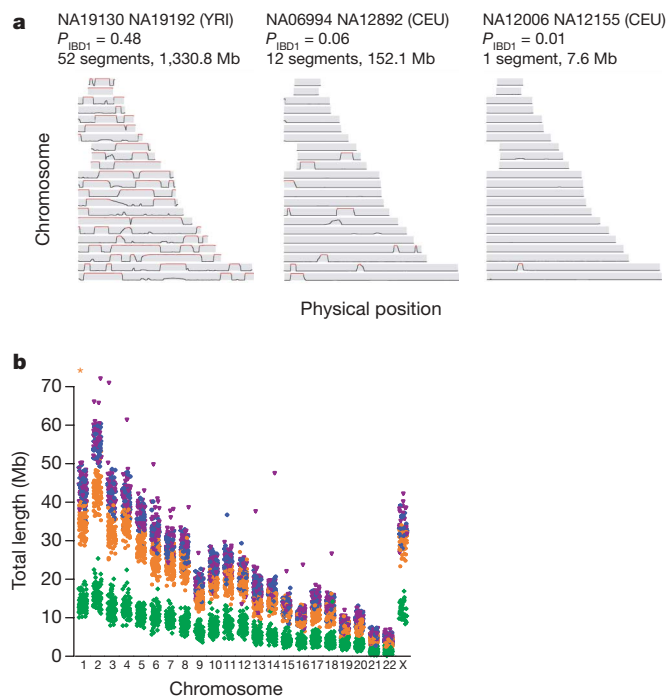 a
NA19130 NA19192 (YRI)
P_IBD1 = 0.48
52 segments, 1,330.8 Mb
NA06994 NA12892 (CEU)
P_IBD1 = 0.06
12 segments, 152.1 Mb
NA12006 NA12155 (CEU)
P_IBD1 = 0.01
1 segment, 7.6 Mb
Chromosome
Physical position
b
Total length (Mb)
70
60
50
40
30
20
10
0
1 2 3 4 5 6 7 8 9 10 11 12 13 14 15 16 17 18 19 20 21 22 X
Chromosome